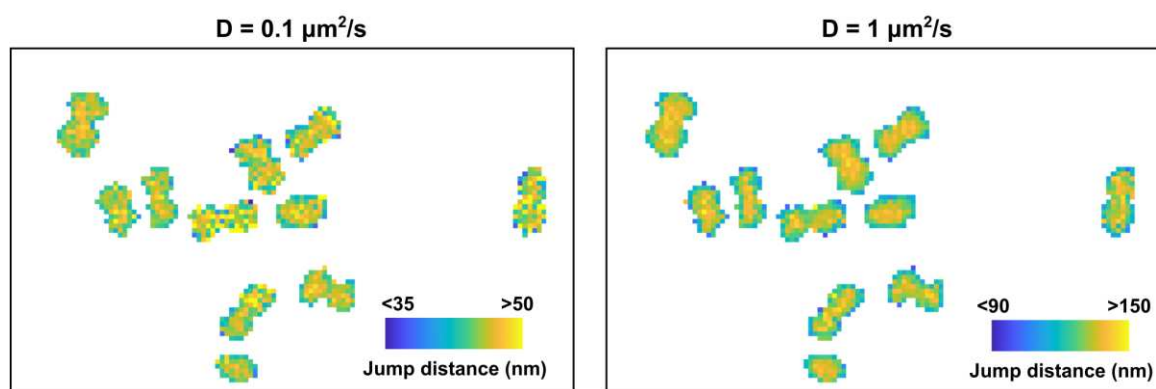 D = 0.1 µm²/s
<35 >50
Jump distance (nm)
D = 1 µm²/s
<90 >150
Jump distance (nm)